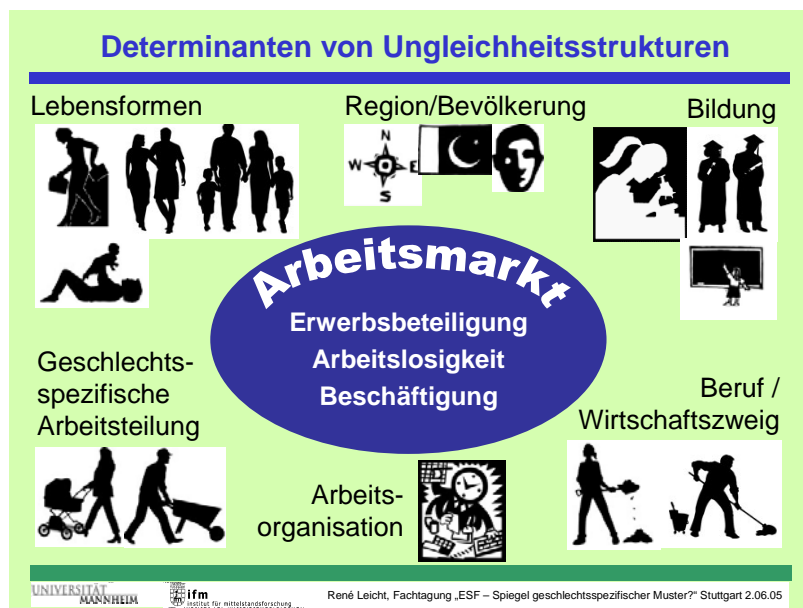 Determinanten von Ungleichheitsstrukturen
Lebensformen
Region/Bevölkerung
Bildung
N
W E
S
Arbeitsmarkt
Erwerbsbeteiligung
Arbeitslosigkeit
Beschäftigung
Geschlechts-
spezifische
Arbeitsteilung
Beruf /
Wirtschaftszweig
Arbeits-
organisation
UNIVERSITÄT
MANNHEIM
ifm
institut für mittelstandsforschung
René Leicht, Fachtagung „ESF – Spiegel geschlechtsspezifischer Muster?“ Stuttgart 2.06.05